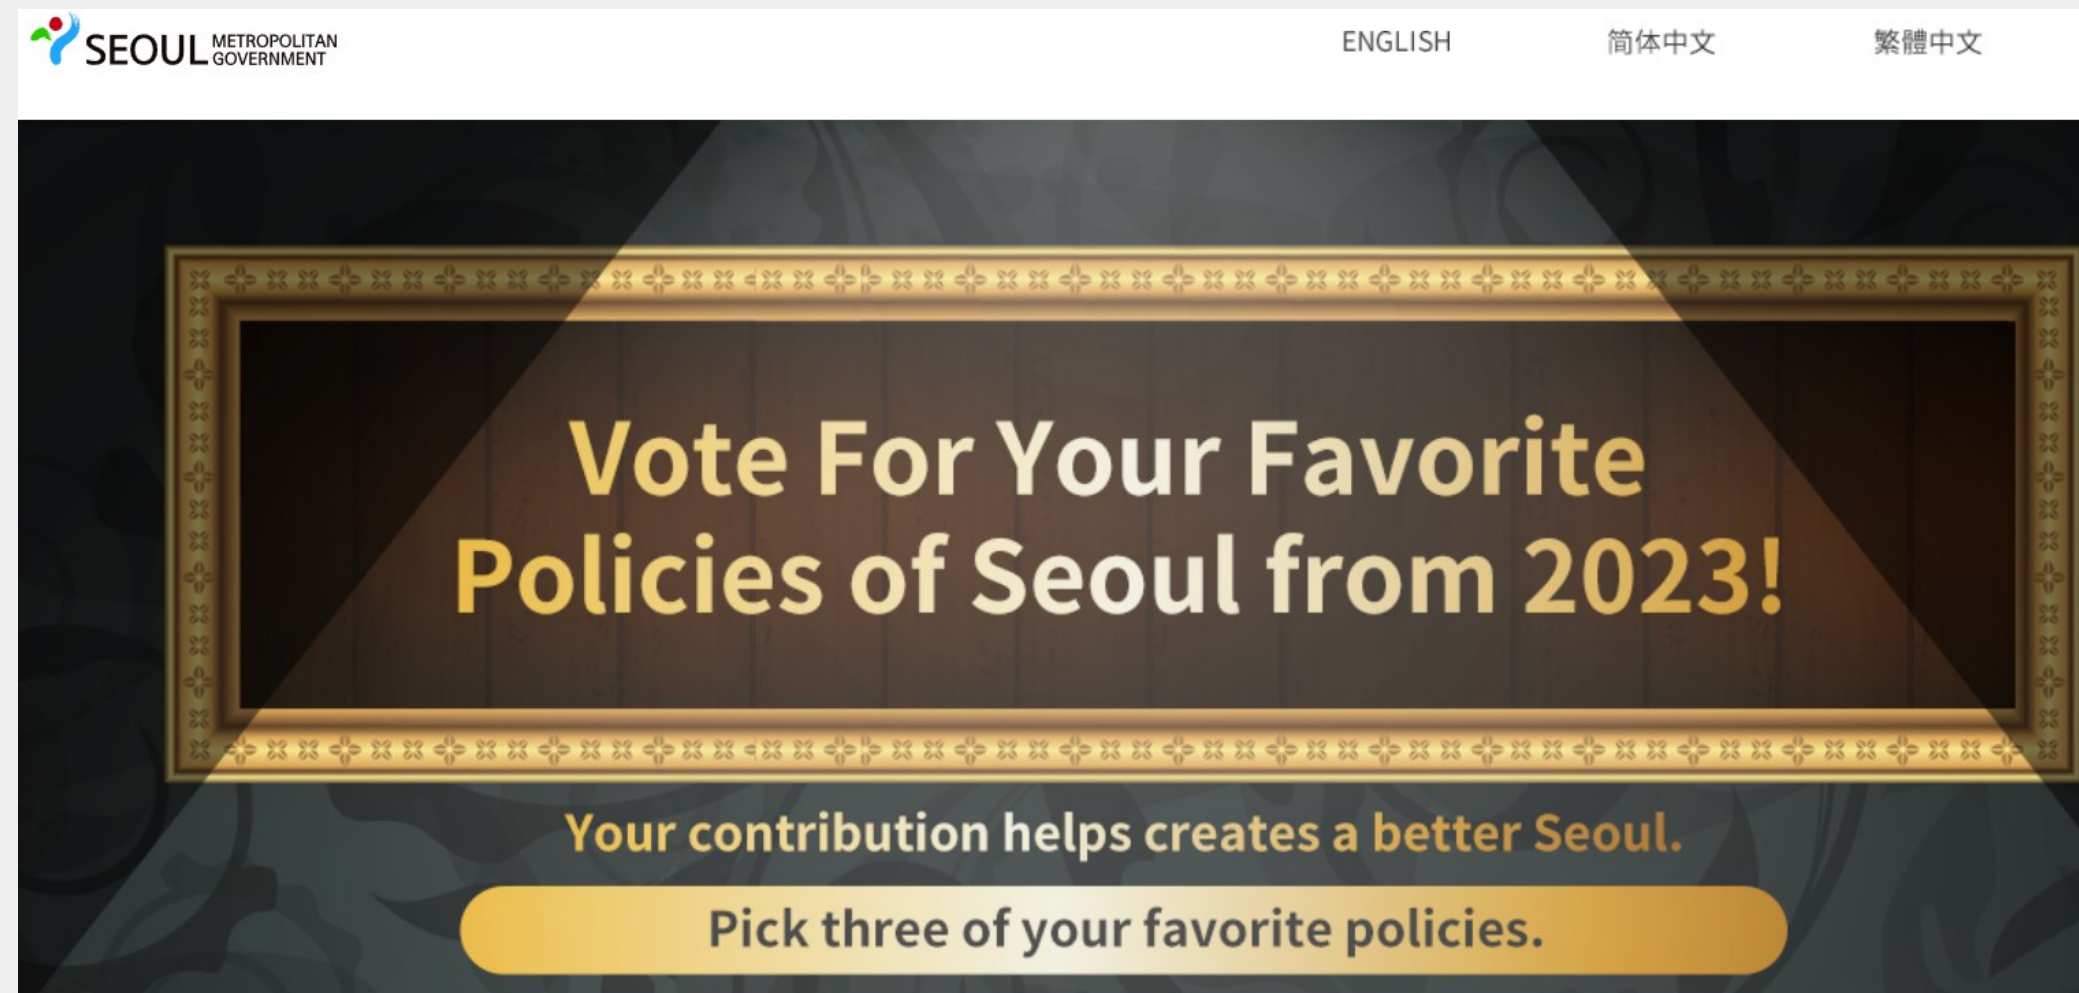 SEOUL METROPOLITAN GOVERNMENT
ENGLISH 简体中文 繁體中文
Vote For Your Favorite
Policies of Seoul from 2023!
Your contribution helps creates a better Seoul.
Pick three of your favorite policies.